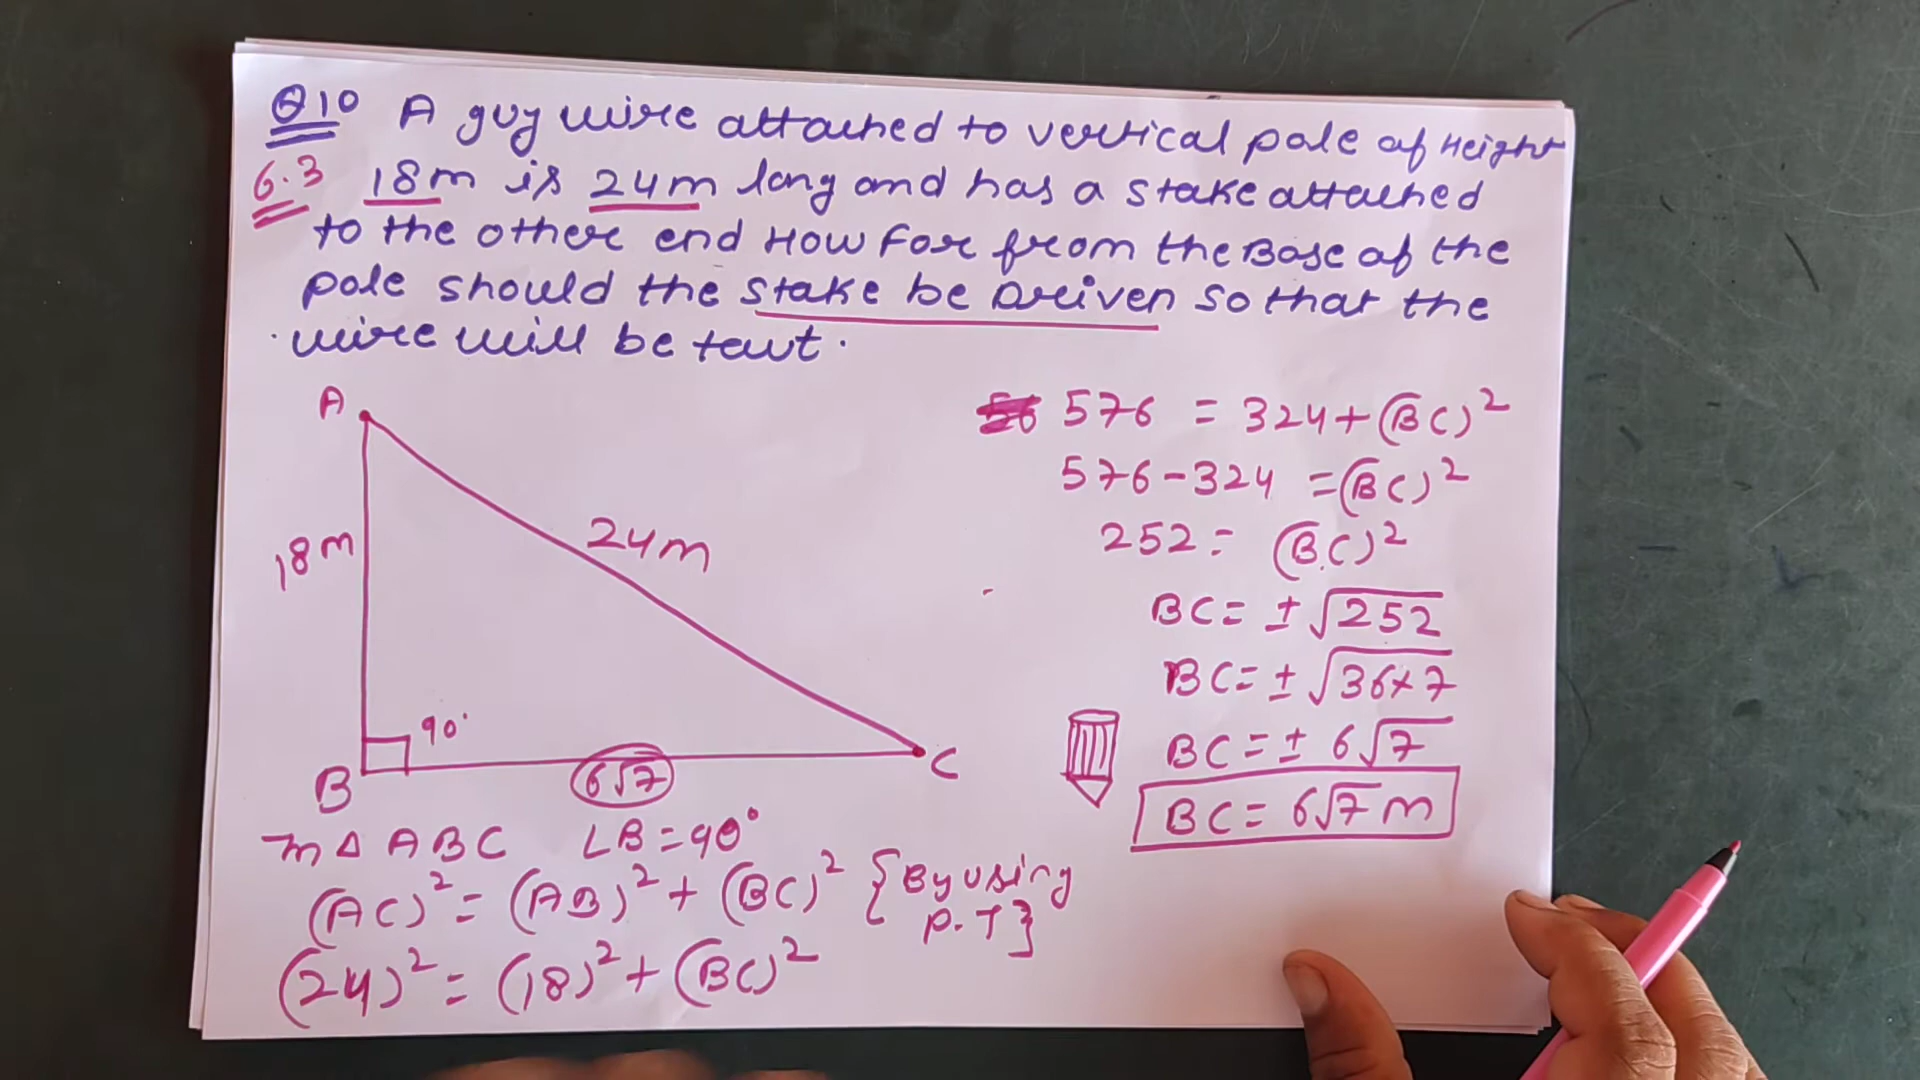 Q10 A guy wire attached to vertical pole of Height
6.3 18m is 24m long and has a stake attached
to the other end How For from the Base of the
pole should the stake be Driven so that the
wire will be taut.
A
18m
24m
90°
B
6√7
C
In Δ ABC ∠B=90°
(AC)² = (AB)² + (BC)² {By using
P.T}
(24)² = (18)² + (BC)²
576 = 324+(BC)²
576-324 =(BC)²
252= (BC)²
BC= ±√252
BC= ±√36×7
BC= ± 6√7
BC= 6√7 m